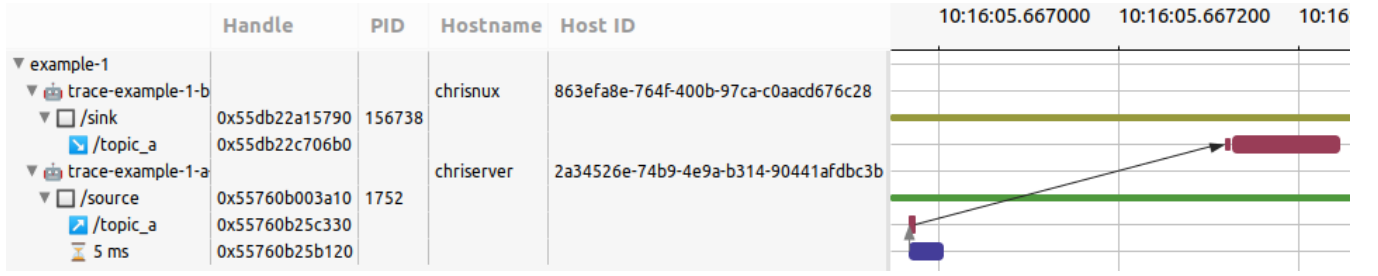 Handle PID Hostname Host ID 10:16:05.667000 10:16:05.667200 10:16
example-1
trace-example-1-b chrisnux 863efa8e-764f-400b-97ca-c0aacd676c28
/sink 0x55db22a15790 156738
/topic_a 0x55db22c706b0
trace-example-1-a chriserver 2a34526e-74b9-4e9a-b314-90441afdbc3b
/source 0x55760b003a10 1752
/topic_a 0x55760b25c330
5 ms 0x55760b25b120